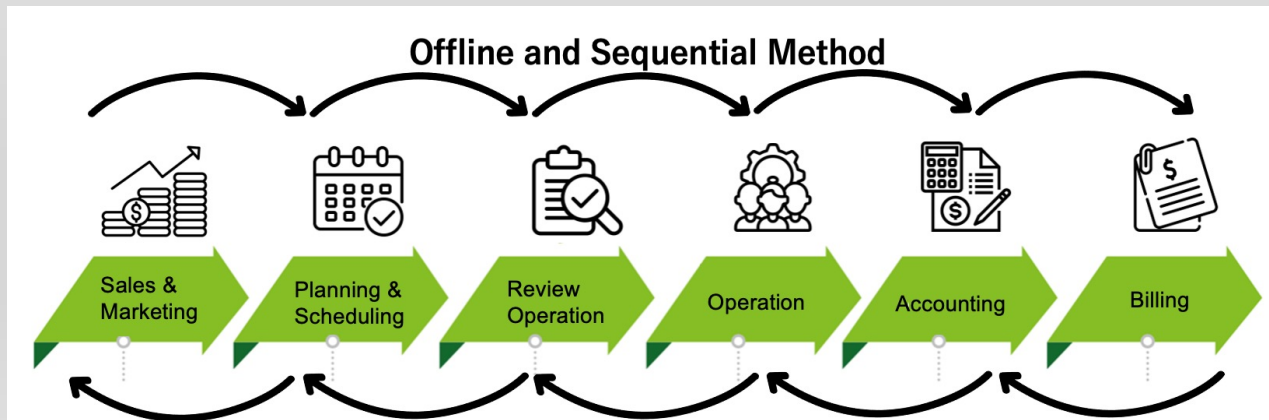 Offline and Sequential Method
$
$
$
Sales &
Marketing
Planning &
Scheduling
Review
Operation
Operation
Accounting
Billing